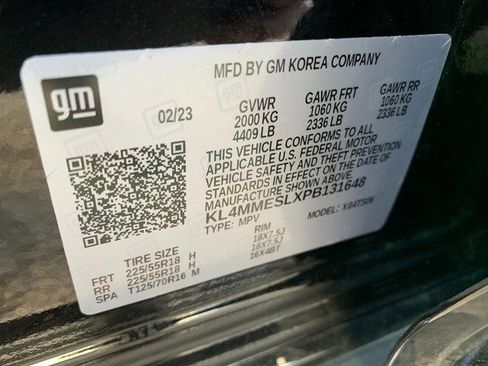 gm
MFD BY GM KOREA COMPANY
02/23
GVWR GAWR FRT GAWR RR
2000 KG 1060 KG 1060 KG
4409 LB 2336 LB 2336 LB
THIS VEHICLE CONFORMS TO ALL
APPLICABLE U.S. FEDERAL MOTOR
VEHICLE SAFETY AND THEFT PREVENTION
STANDARDS IN EFFECT ON THE DATE OF
MANUFACTURE SHOWN ABOVE.
KL4MMESLXPB131648
TYPE: MPV MODEL: X84TS06
TIRE SIZE RIM
FRT 225/55R18 H 18X7.5J
RR 225/55R18 H 18X7.5J
SPA T125/70R16 M 16X4BT